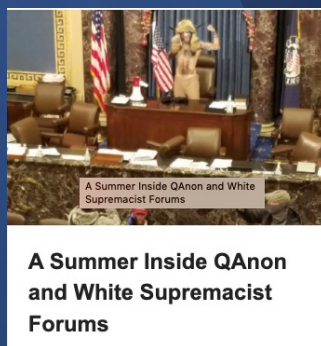 A Summer Inside QAnon and White
Supremacist Forums
A Summer Inside QAnon
and White Supremacist
Forums